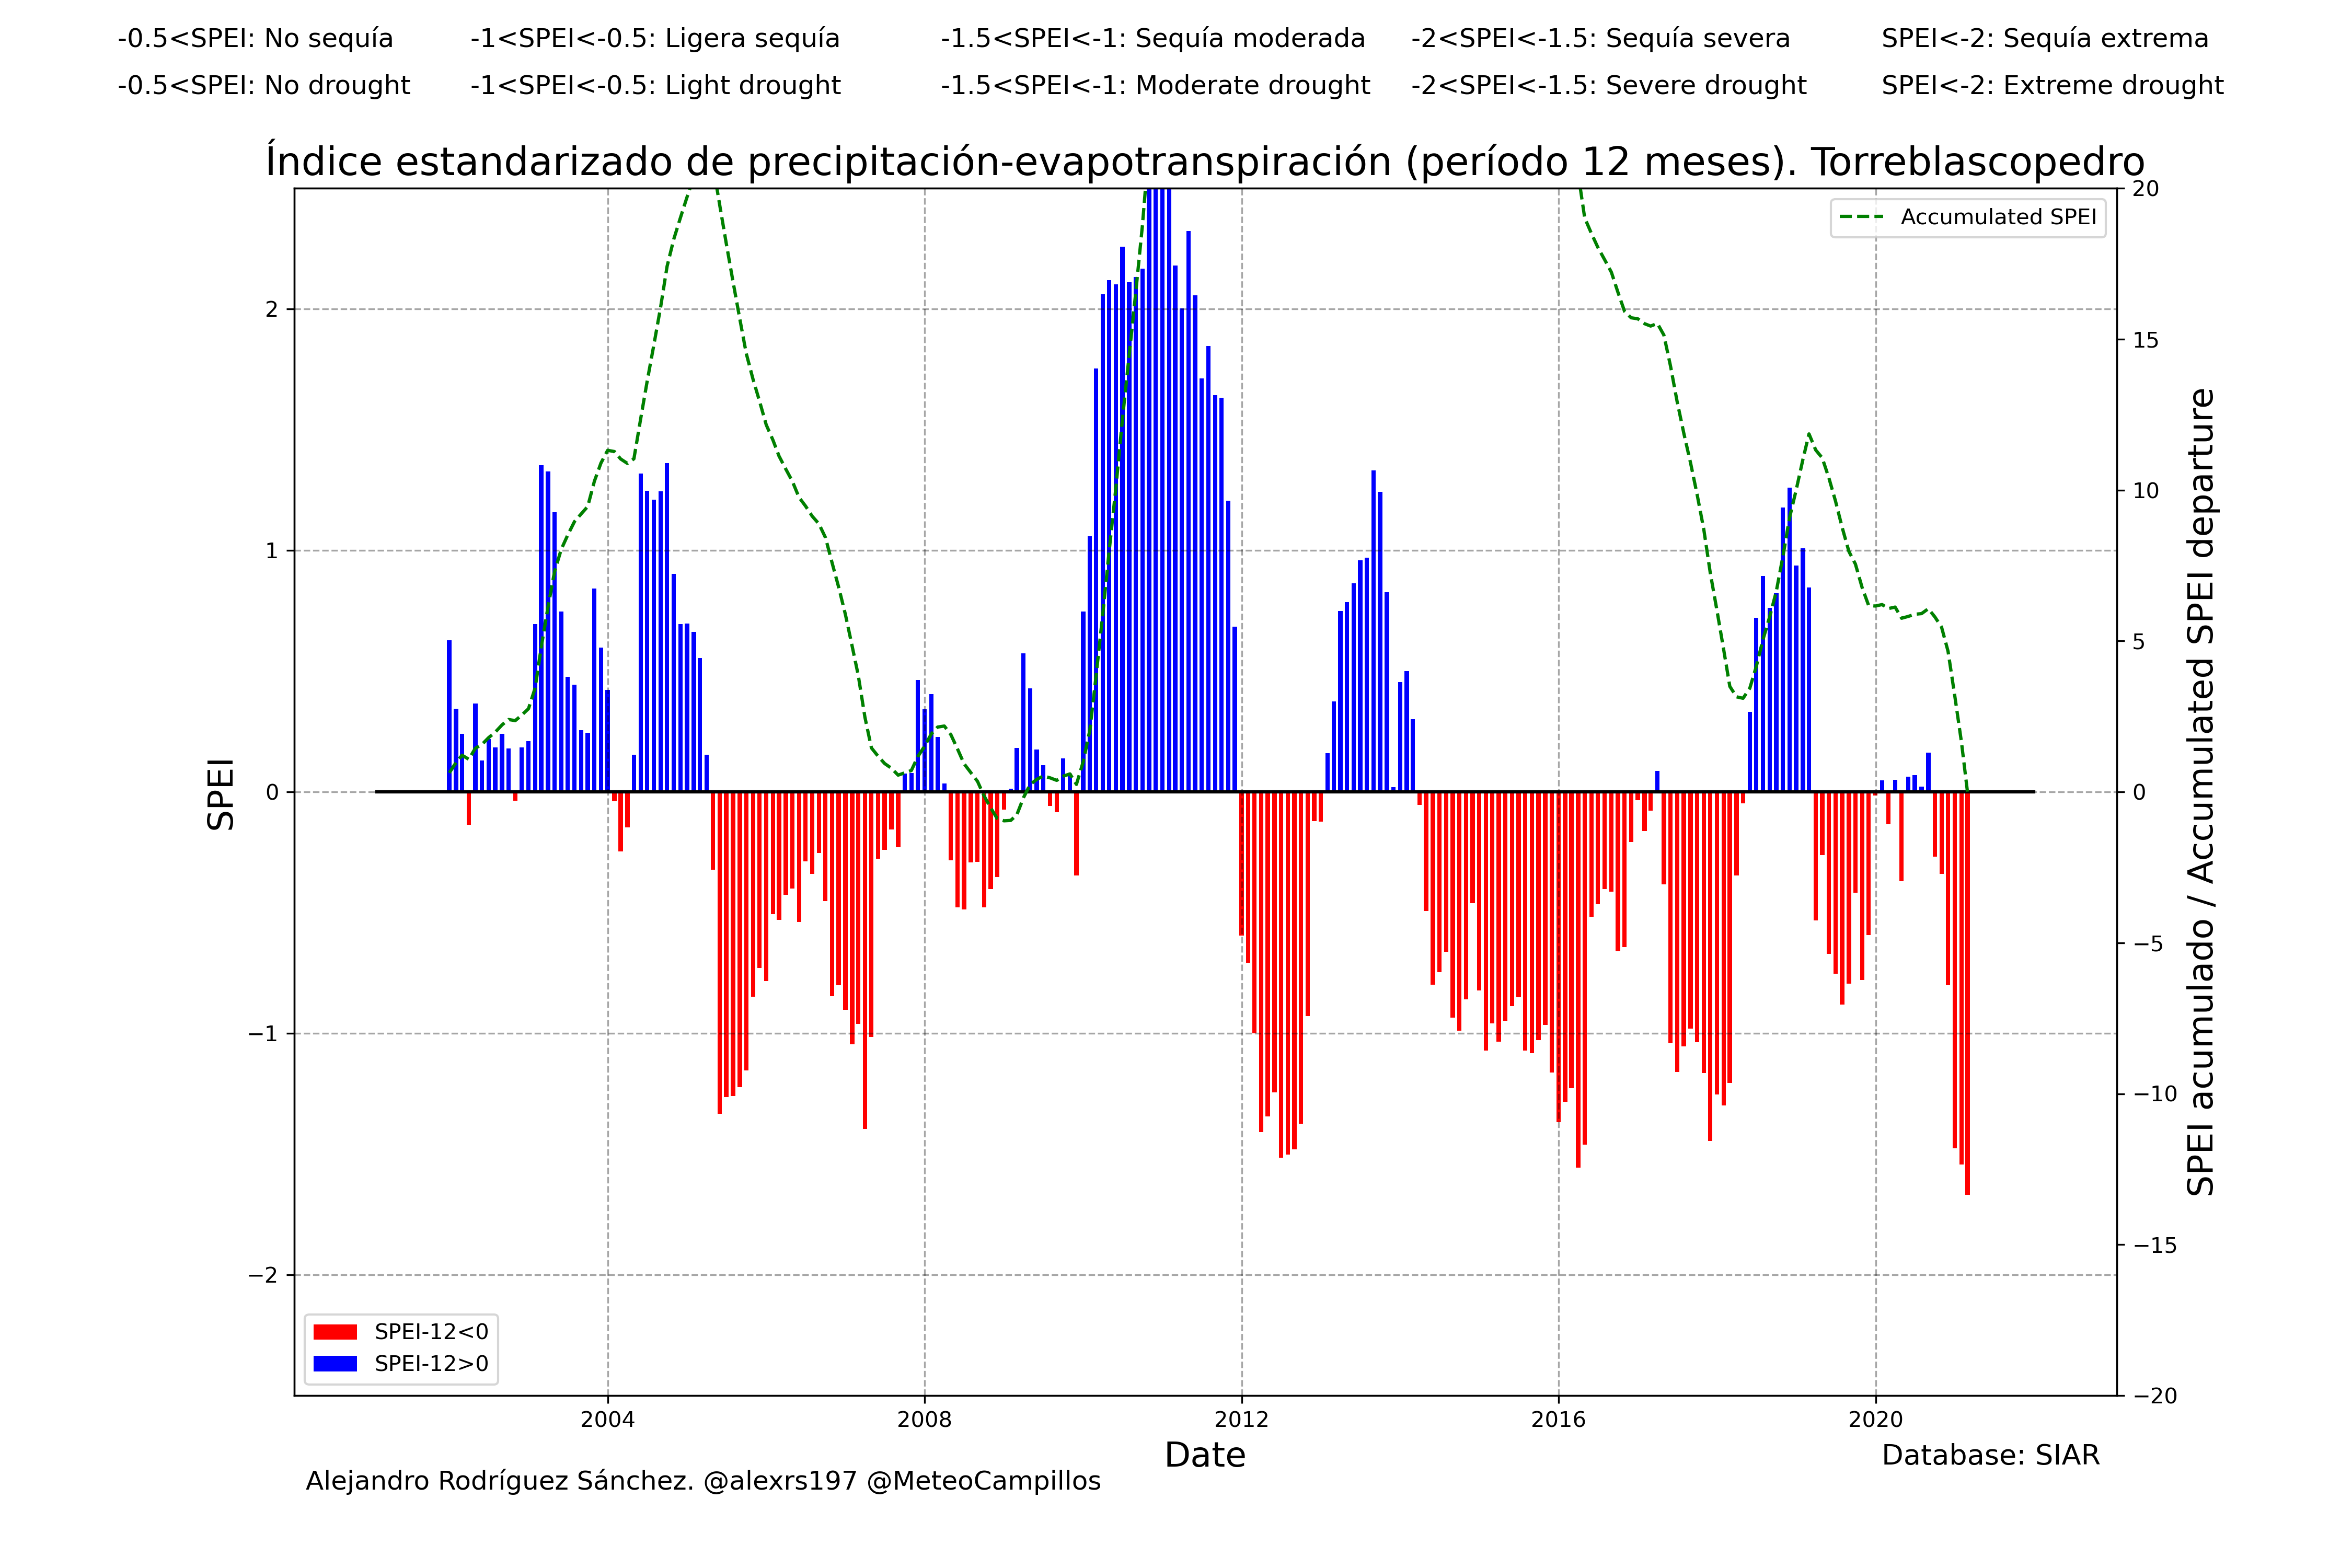 -0.5<SPEI: No sequía -1<SPEI<-0.5: Ligera sequía -1.5<SPEI<-1: Sequía moderada -2<SPEI<-1.5: Sequía severa SPEI<-2: Sequía extrema
-0.5<SPEI: No drought -1<SPEI<-0.5: Light drought -1.5<SPEI<-1: Moderate drought -2<SPEI<-1.5: Severe drought SPEI<-2: Extreme drought
Índice estandarizado de precipitación-evapotranspiración (período 12 meses). Torreblascopedro
Accumulated SPEI
2
1
0
−1
−2
SPEI
20
15
10
5
0
−5
−10
−15
−20
SPEI acumulado / Accumulated SPEI departure
SPEI-12<0
SPEI-12>0
2004 2008 2012 2016 2020
Date
Database: SIAR
Alejandro Rodríguez Sánchez. @alexrs197 @MeteoCampillos